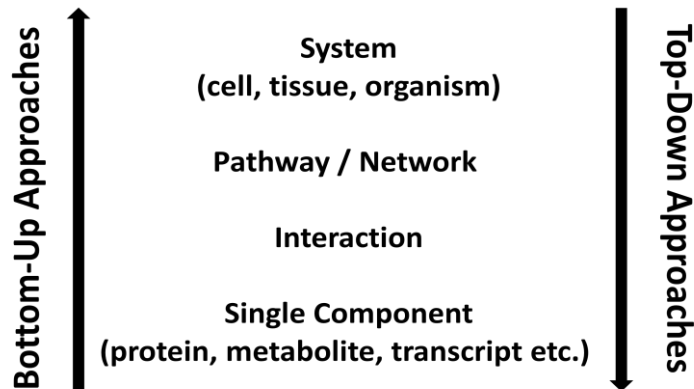 Bottom-Up Approaches
System
(cell, tissue, organism)
Pathway / Network
Interaction
Single Component
(protein, metabolite, transcript etc.)
Top-Down Approaches